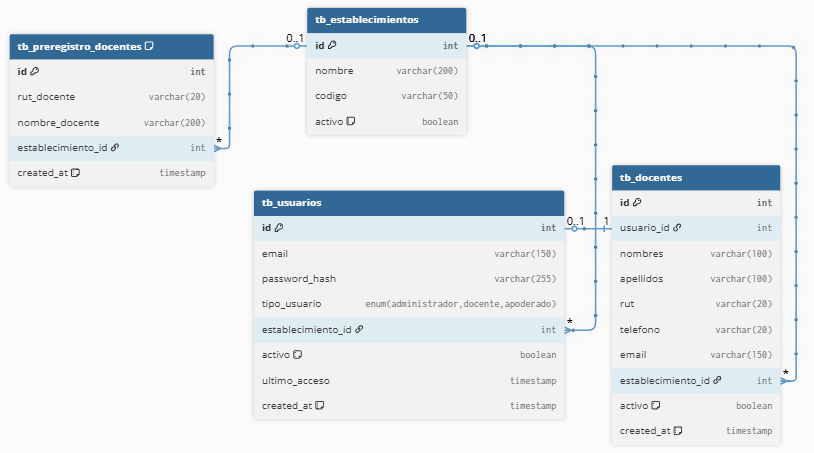 tb_preregistro_docentes
id int
rut_docente varchar(20)
nombre_docente varchar(200)
establecimiento_id int
created_at timestamp
*
0..1
tb_establecimientos
id int
nombre varchar(200)
codigo varchar(50)
activo boolean
0..1
tb_usuarios
id int
email varchar(150)
password_hash varchar(255)
tipo_usuario enum(administrador,docente,apoderado)
establecimiento_id int
activo boolean
ultimo_acceso timestamp
created_at timestamp
0..1
1
*
tb_docentes
id int
usuario_id int
nombres varchar(100)
apellidos varchar(100)
rut varchar(20)
telefono varchar(20)
email varchar(150)
establecimiento_id int
activo boolean
created_at timestamp
*